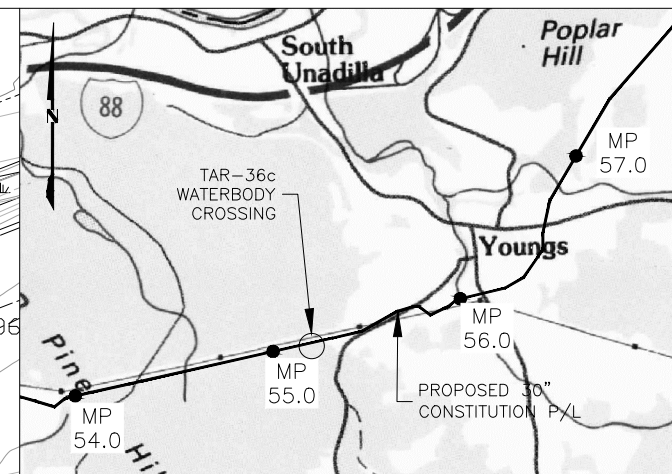 Poplar
Hill
South
Unadilla
88
N
MP
57.0
TAR-36c
WATERBODY
CROSSING
Youngs
MP
56.0
MP
55.0
PROPOSED 30"
CONSTITUTION P/L
Pine
MP
54.0
96